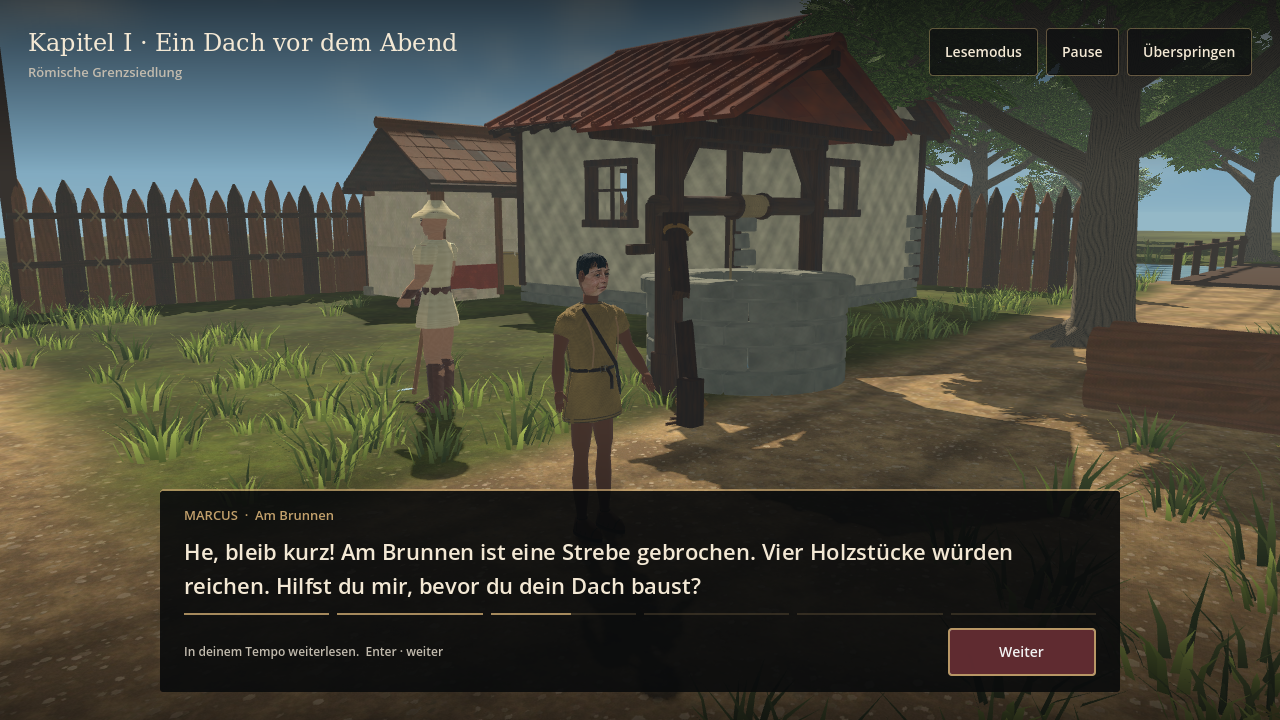 Kapitel I · Ein Dach vor dem Abend
Römische Grenzsiedlung
Lesemodus
Pause
Überspringen
MARCUS · Am Brunnen
He, bleib kurz! Am Brunnen ist eine Strebe gebrochen. Vier Holzstücke würden
reichen. Hilfst du mir, bevor du dein Dach baust?
In deinem Tempo weiterlesen. Enter · weiter
Weiter